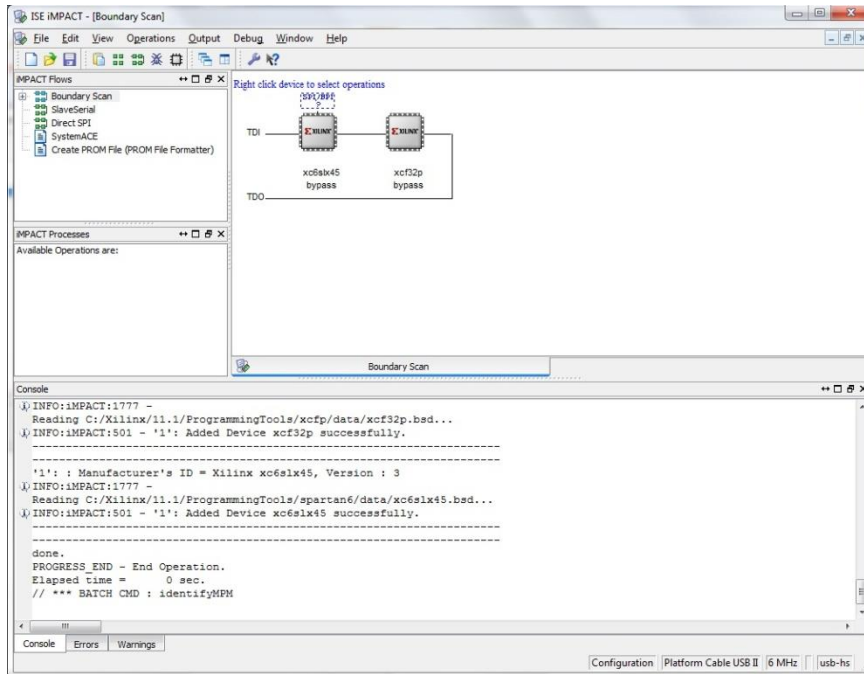 ISE iMPACT - [Boundary Scan]
File Edit View Operations Output Debug Window Help
iMPACT Flows
Boundary Scan
SlaveSerial
Direct SPI
SystemACE
Create PROM File (PROM File Formatter)
iMPACT Processes
Available Operations are:
Right click device to select operations
SPI/BPI
?
TDI
XILINX XILINX
xc6slx45 xcf32p
bypass bypass
TDO
Boundary Scan
Console
INFO:iMPACT:1777 -
Reading C:/Xilinx/11.1/ProgrammingTools/xcfp/data/xcf32p.bsd...
INFO:iMPACT:501 - '1': Added Device xcf32p successfully.
----------------------------------------------------------------------
----------------------------------------------------------------------
'1': : Manufacturer's ID = Xilinx xc6slx45, Version : 3
INFO:iMPACT:1777 -
Reading C:/Xilinx/11.1/ProgrammingTools/spartan6/data/xc6slx45.bsd...
INFO:iMPACT:501 - '1': Added Device xc6slx45 successfully.
----------------------------------------------------------------------
----------------------------------------------------------------------
done.
PROGRESS_END - End Operation.
Elapsed time = 0 sec.
// *** BATCH CMD : identifyMPM
Console Errors Warnings
Configuration Platform Cable USB II 6 MHz usb-hs